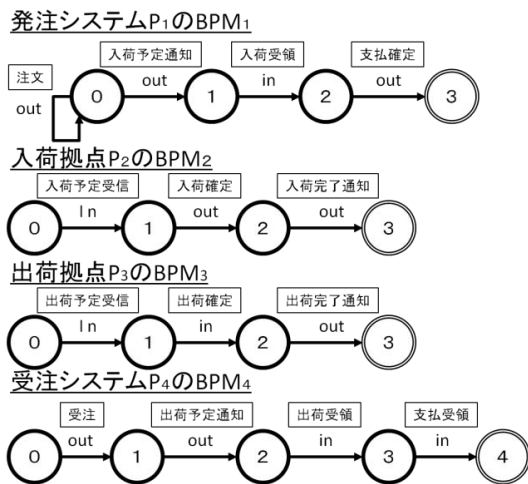 発注システムP₁のBPM₁
注文 入荷予定通知 入荷受領 支払確定
out out in out
0 1 2 3
入荷拠点P₂のBPM₂
入荷予定受信 入荷確定 入荷完了通知
In out out
0 1 2 3
出荷拠点P₃のBPM₃
出荷予定受信 出荷確定 出荷完了通知
In in out
0 1 2 3
受注システムP₄のBPM₄
受注 出荷予定通知 出荷受領 支払受領
out out in in
0 1 2 3 4